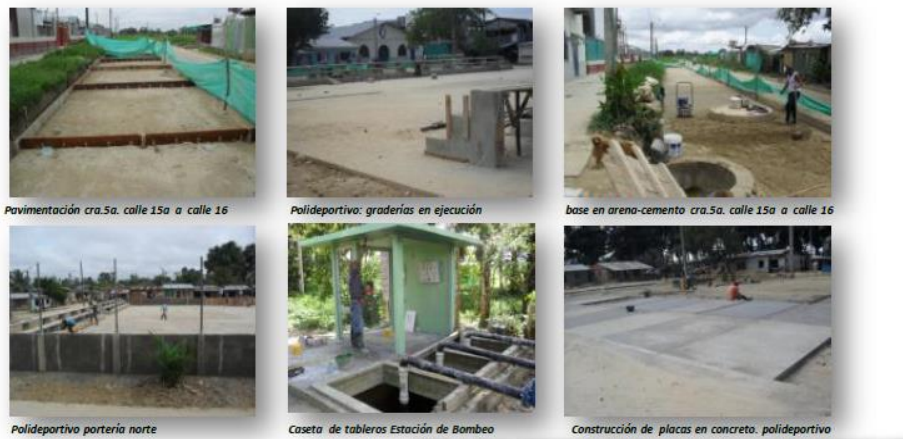 Pavimentación cra.5a. calle 15a a calle 16
Polideportivo: graderías en ejecución
base en arena-cemento cra.5a. calle 15a a calle 16
Polideportivo portería norte
Caseta de tableros Estación de Bombeo
Construcción de placas en concreto. polideportivo